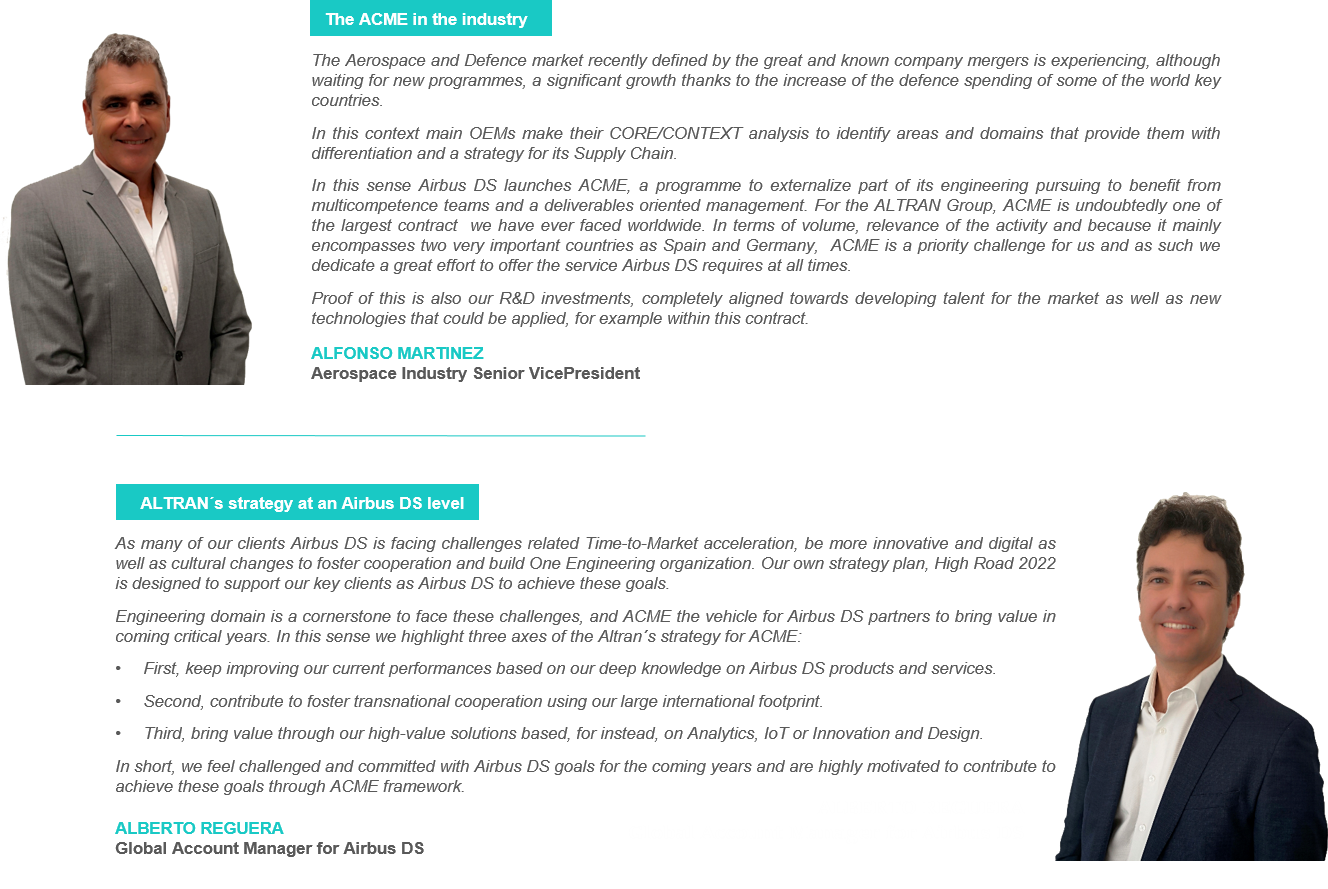 The ACME in the industry
The Aerospace and Defence market recently defined by the great and known company mergers is experiencing, although
waiting for new programmes, a significant growth thanks to the increase of the defence spending of some of the world key
countries.
In this context main OEMs make their CORE/CONTEXT analysis to identify areas and domains that provide them with
differentiation and a strategy for its Supply Chain.
In this sense Airbus DS launches ACME, a programme to externalize part of its engineering pursuing to benefit from
multicompetence teams and a deliverables oriented management. For the ALTRAN Group, ACME is undoubtedly one of
the largest contract  we have ever faced worldwide. In terms of volume, relevance of the activity and because it mainly
encompasses two very important countries as Spain and Germany,  ACME is a priority challenge for us and as such we
dedicate a great effort to offer the service Airbus DS requires at all times.
Proof of this is also our R&D investments, completely aligned towards developing talent for the market as well as new
technologies that could be applied, for example within this contract.
ALFONSO MARTINEZ
Aerospace Industry Senior VicePresident
ALTRAN´s strategy at an Airbus DS level
As many of our clients Airbus DS is facing challenges related Time-to-Market acceleration, be more innovative and digital as
well as cultural changes to foster cooperation and build One Engineering organization. Our own strategy plan, High Road 2022
is designed to support our key clients as Airbus DS to achieve these goals.
Engineering domain is a cornerstone to face these challenges, and ACME the vehicle for Airbus DS partners to bring value in
coming critical years. In this sense we highlight three axes of the Altran´s strategy for ACME:
• First, keep improving our current performances based on our deep knowledge on Airbus DS products and services.
• Second, contribute to foster transnational cooperation using our large international footprint.
• Third, bring value through our high-value solutions based, for instead, on Analytics, IoT or Innovation and Design.
In short, we feel challenged and committed with Airbus DS goals for the coming years and are highly motivated to contribute to
achieve these goals through ACME framework.
ALBERTO REGUERA
Global Account Manager for Airbus DS